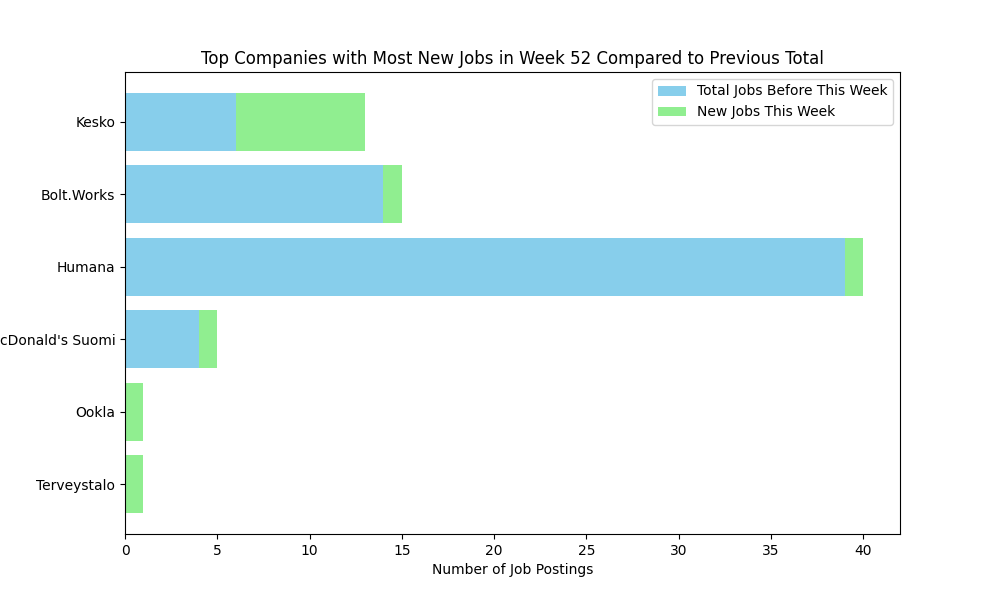 Top Companies with Most New Jobs in Week 52 Compared to Previous Total
Total Jobs Before This Week
New Jobs This Week
Kesko
Bolt.Works
Humana
cDonald's Suomi
Ookla
Terveystalo
0 5 10 15 20 25 30 35 40
Number of Job Postings